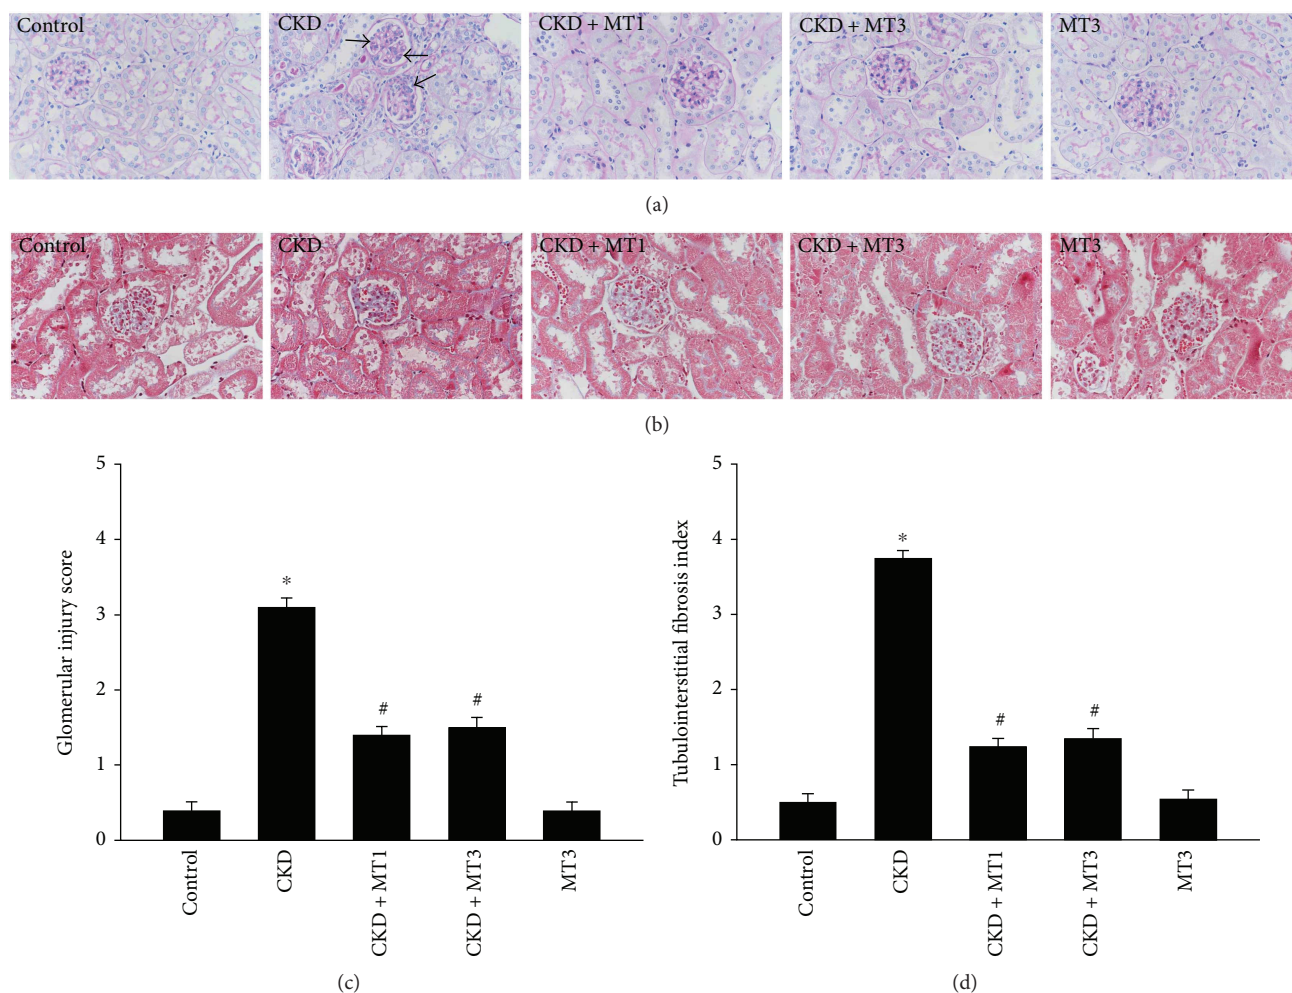 Control
CKD
CKD + MT1
CKD + MT3
MT3
(a)
Control
CKD
CKD + MT1
CKD + MT3
MT3
(b)
Glomerular injury score
5
4
3
2
1
0
*
#
#
Control
CKD
CKD + MT1
CKD + MT3
MT3
(c)
Tubulointerstitial fibrosis index
5
4
3
2
1
0
*
#
#
Control
CKD
CKD + MT1
CKD + MT3
MT3
(d)